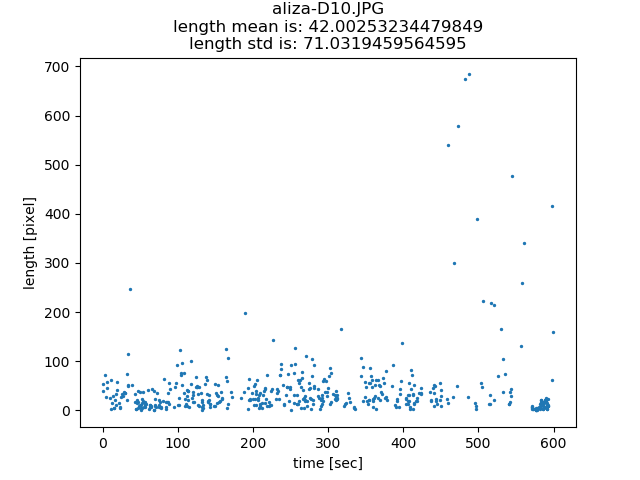 aliza-D10.JPG
length mean is: 42.00253234479849
length std is: 71.0319459564595
700
600
500
400
300
200
100
0
length [pixel]
0 100 200 300 400 500 600
time [sec]